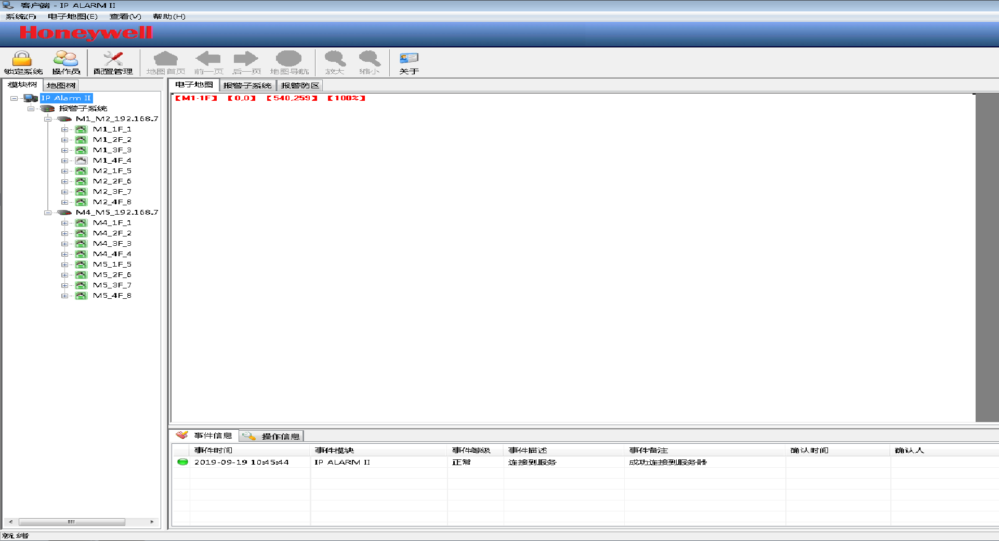 客户端 - IP ALARM II
系统(F) 电子地图(E) 查看(V) 帮助(H)
Honeywell
锁定系统 操作员 配置管理 地图首页 前一页 后一页 地图导航 放大 缩小 关于
模块树 地图树
IP Alarm II
报警子系统
M1_M2_192.168.7
M1_1F_1
M1_2F_2
M1_3F_3
M1_4F_4
M2_1F_5
M2_2F_6
M2_3F_7
M2_4F_8
M4_M5_192.168.7
M4_1F_1
M4_2F_2
M4_3F_3
M4_4F_4
M5_1F_5
M5_2F_6
M5_3F_7
M5_4F_8
电子地图 报警子系统 报警防区
【M1-1F】 【0,0】 【540,259】 【100%】
事件信息 操作信息
事件时间 事件模块 事件等级 事件描述 事件备注 确认时间 确认人
2019-09-19 10:45:44 IP ALARM II 正常 连接到服务 成功连接到服务器
就绪